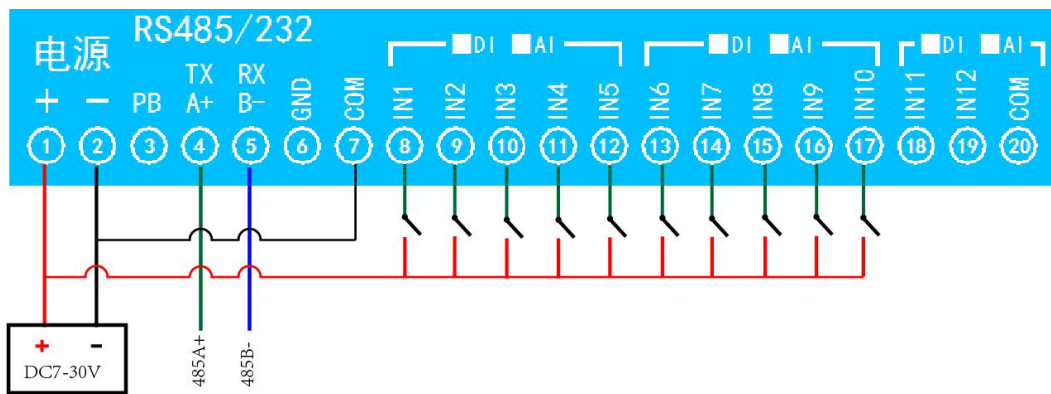 电源 RS485/232
DI AI DI AI DI AI
+ − PB TX A+ RX B- GND COM IN1 IN2 IN3 IN4 IN5 IN6 IN7 IN8 IN9 IN10 IN11 IN12 COM
1 2 3 4 5 6 7 8 9 10 11 12 13 14 15 16 17 18 19 20
+ -
DC7-30V
485A+
485B-